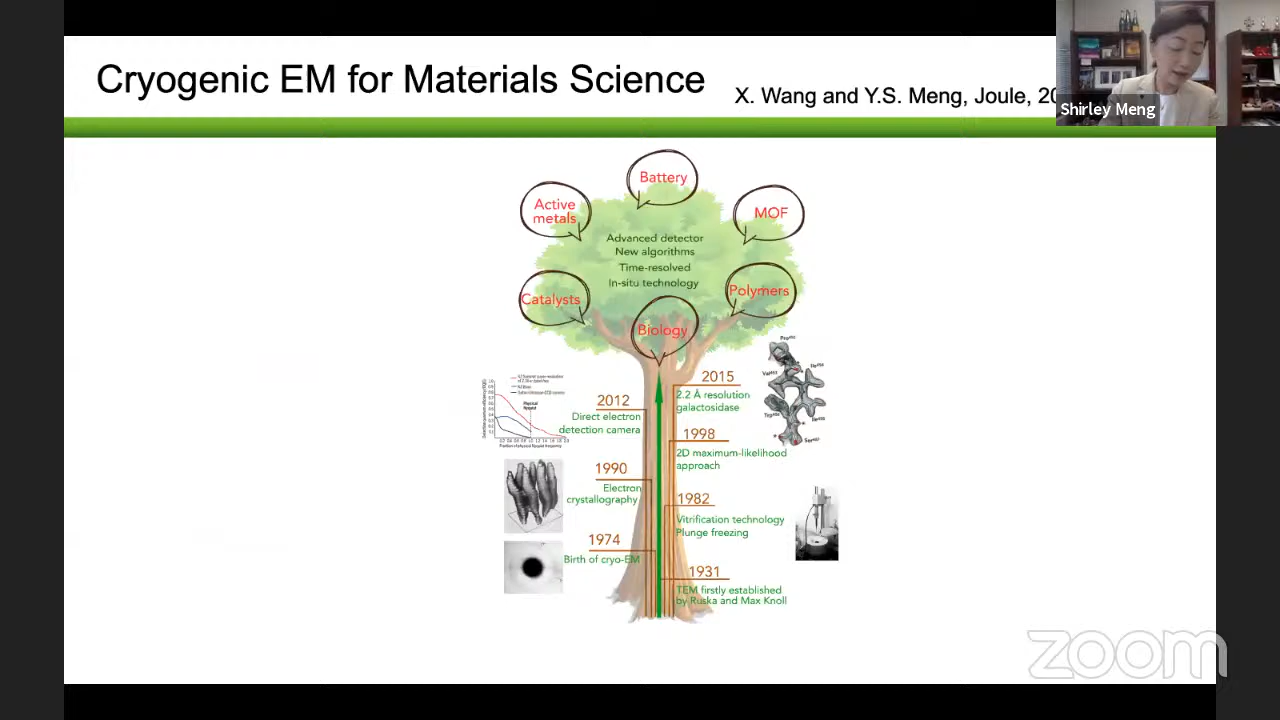 Cryogenic EM for Materials Science
X. Wang and Y.S. Meng, Joule, 20
Shirley Meng
Battery
Active
metals
MOF
Advanced detector
New algorithms
Time-resolved
In-situ technology
Catalysts
Polymers
Biology
2015
2.2 Å resolution
galactosidase
2012
Direct electron
detection camera
1998
2D maximum-likelihood
approach
1990
Electron
crystallography
1982
Vitrification technology
Plunge freezing
1974
Birth of cryo-EM
1931
TEM firstly established
by Ruska and Max Knoll
zoom